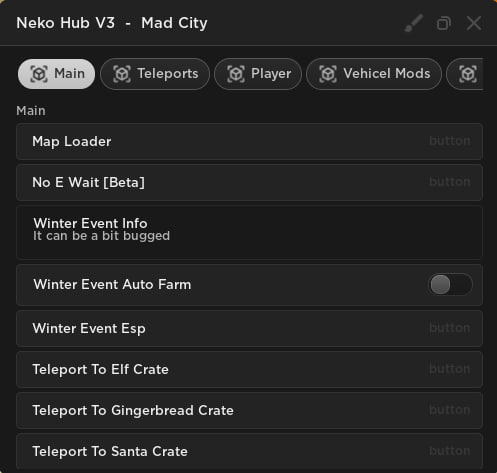 Neko Hub V3 - Mad City
Main Teleports Player Vehicel Mods
Main
Map Loader button
No E Wait [Beta] button
Winter Event Info
It can be a bit bugged
Winter Event Auto Farm
Winter Event Esp button
Teleport To Elf Crate button
Teleport To Gingerbread Crate button
Teleport To Santa Crate button